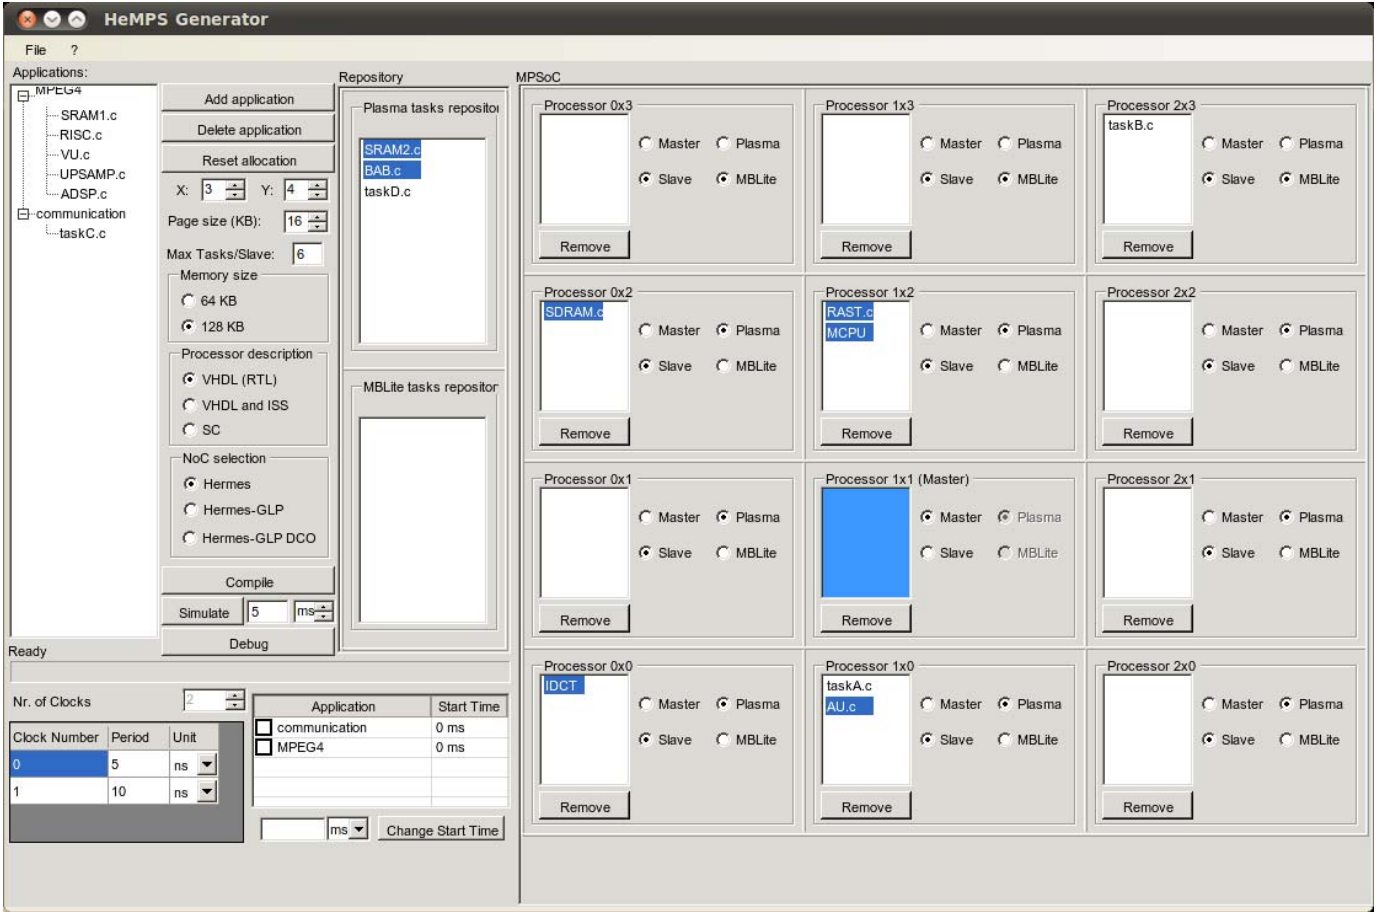 HeMPS Generator
File ?
Applications:
MPEG4
SRAM1.c
RISC.c
VU.c
UPSAMP.c
ADSP.c
communication
taskC.c
Add application
Delete application
Reset allocation
X: 3 Y: 4
Page size (KB): 16
Max Tasks/Slave: 6
Memory size
64 KB
128 KB
Processor description
VHDL (RTL)
VHDL and ISS
SC
NoC selection
Hermes
Hermes-GLP
Hermes-GLP DCO
Compile
Simulate 5 ms
Debug
Repository
Plasma tasks repositor
SRAM2.c
BAB.c
taskD.c
MBLite tasks repositor
MPSoC
Processor 0x3
Master Plasma
Slave MBLite
Remove
Processor 1x3
Master Plasma
Slave MBLite
Remove
Processor 2x3
taskB.c
Master Plasma
Slave MBLite
Remove
Processor 0x2
SDRAM.c
Master Plasma
Slave MBLite
Remove
Processor 1x2
RAST.c
MCPU
Master Plasma
Slave MBLite
Remove
Processor 2x2
Master Plasma
Slave MBLite
Remove
Processor 0x1
Master Plasma
Slave MBLite
Remove
Processor 1x1 (Master)
Master Plasma
Slave MBLite
Remove
Processor 2x1
Master Plasma
Slave MBLite
Remove
Processor 0x0
IDCT
Master Plasma
Slave MBLite
Remove
Processor 1x0
taskA.c
AU.c
Master Plasma
Slave MBLite
Remove
Processor 2x0
Master Plasma
Slave MBLite
Remove
Ready
Nr. of Clocks 2
Clock Number Period Unit
0 5 ns
1 10 ns
Application Start Time
communication 0 ms
MPEG4 0 ms
ms Change Start Time